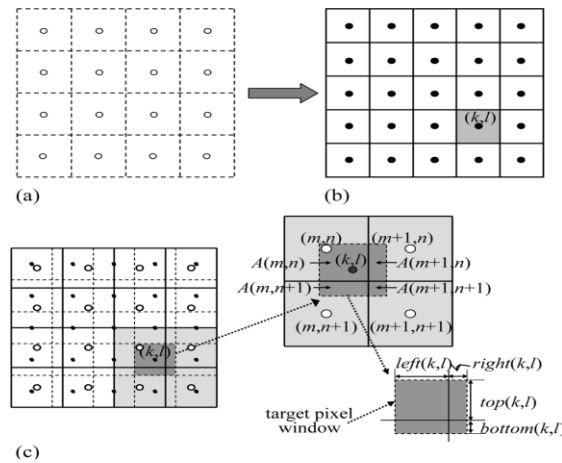 (k,l)
(a)
(b)
(m,n) (m+1,n)
A(m,n) (k,l) A(m+1,n)
A(m,n+1) A(m+1,n+1)
(m,n+1) (m+1,n+1)
(k,l)
left(k,l) right(k,l)
target pixel
window
top(k,l)
bottom(k,l)
(c)